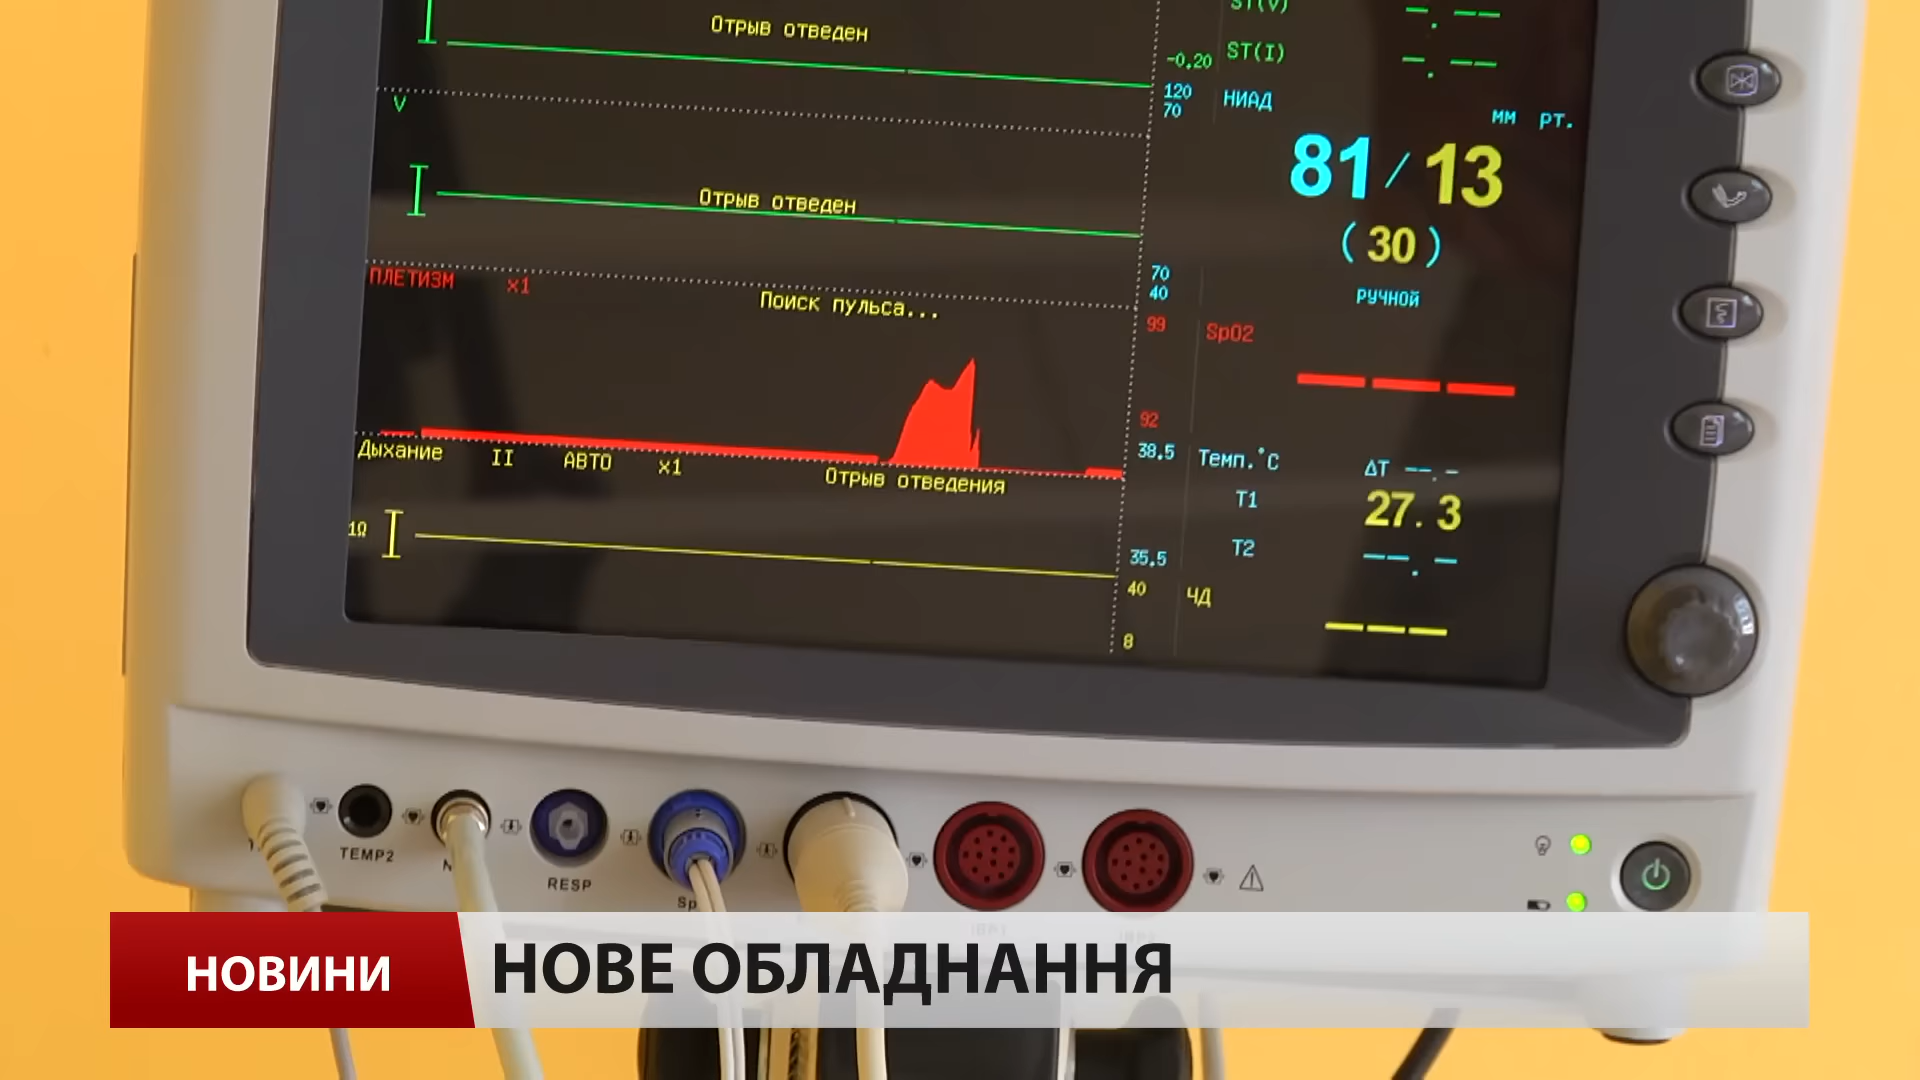 Отрыв отведен
ST(V) --.--
-0.20 ST(I) --.--
V
120 НИАД
70
мм рт.
81/13
(30)
Отрыв отведен
70
40
ручной
ПЛЕТИЗМ x1
Поиск пульса...
99 SpO2
92
Дыхание II АВТО x1
Отрыв отведения
38.5 Темп.°C ΔT --.-
T1 27.3
1Ω
35.5 T2 --.-
40 ЧД
8
TEMP2
RESP
НОВИНИ
НОВЕ ОБЛАДНАННЯ